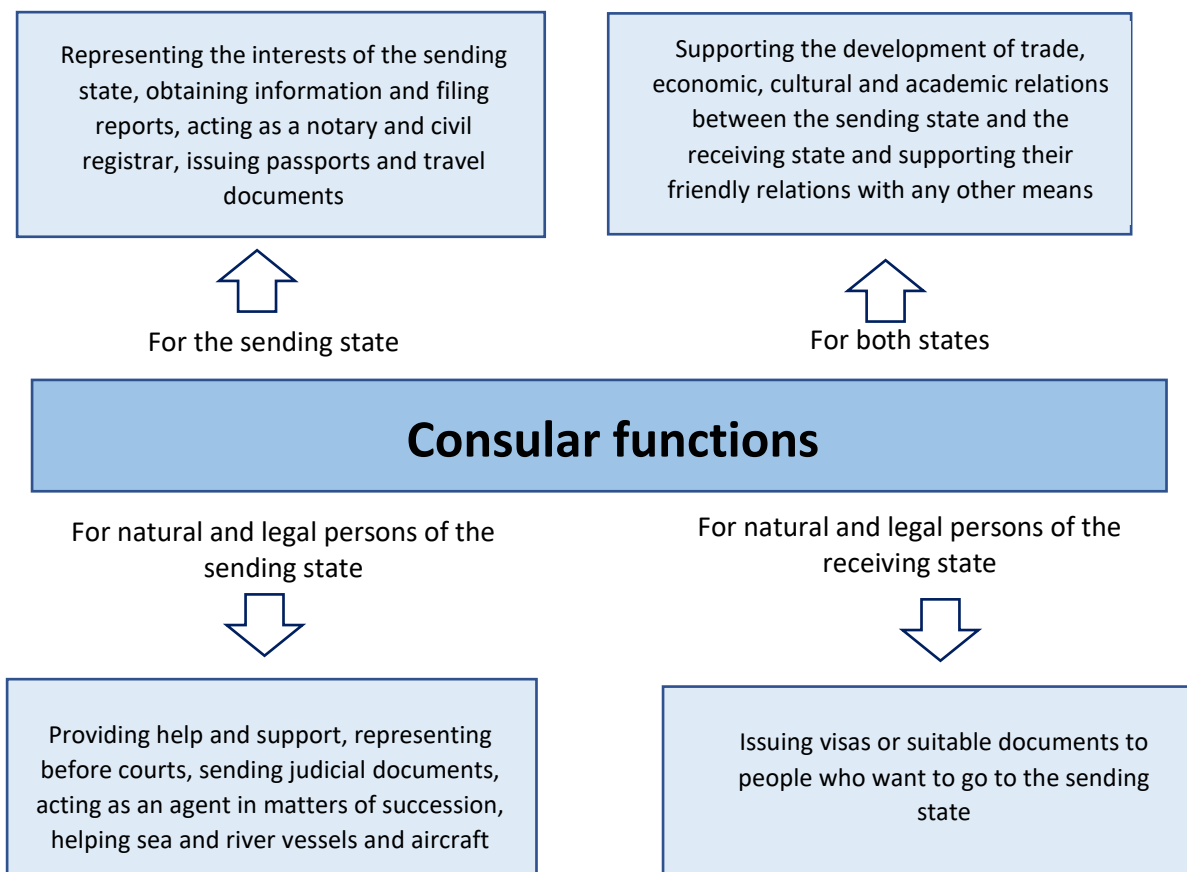 Representing the interests of the sending
state, obtaining information and filing
reports, acting as a notary and civil
registrar, issuing passports and travel
documents
Supporting the development of trade,
economic, cultural and academic relations
between the sending state and the
receiving state and supporting their
friendly relations with any other means
For the sending state
For both states
Consular functions
For natural and legal persons of the
sending state
For natural and legal persons of the
receiving state
Providing help and support, representing
before courts, sending judicial documents,
acting as an agent in matters of succession,
helping sea and river vessels and aircraft
Issuing visas or suitable documents to
people who want to go to the sending
state